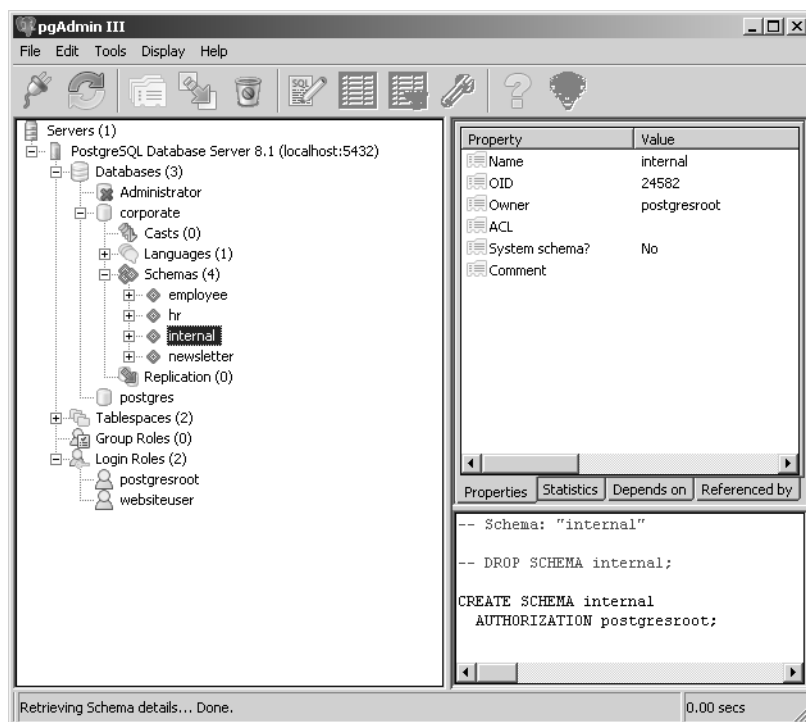 pgAdmin III
File Edit Tools Display Help
SQL
Servers (1)
PostgreSQL Database Server 8.1 (localhost:5432)
Databases (3)
Administrator
corporate
Casts (0)
Languages (1)
Schemas (4)
employee
hr
internal
newsletter
Replication (0)
postgres
Tablespaces (2)
Group Roles (0)
Login Roles (2)
postgresroot
websiteuser
Property Value
Name internal
OID 24582
Owner postgresroot
ACL
System schema? No
Comment
Properties Statistics Depends on Referenced by
-- Schema: "internal"
-- DROP SCHEMA internal;
CREATE SCHEMA internal
AUTHORIZATION postgresroot;
Retrieving Schema details... Done. 0.00 secs